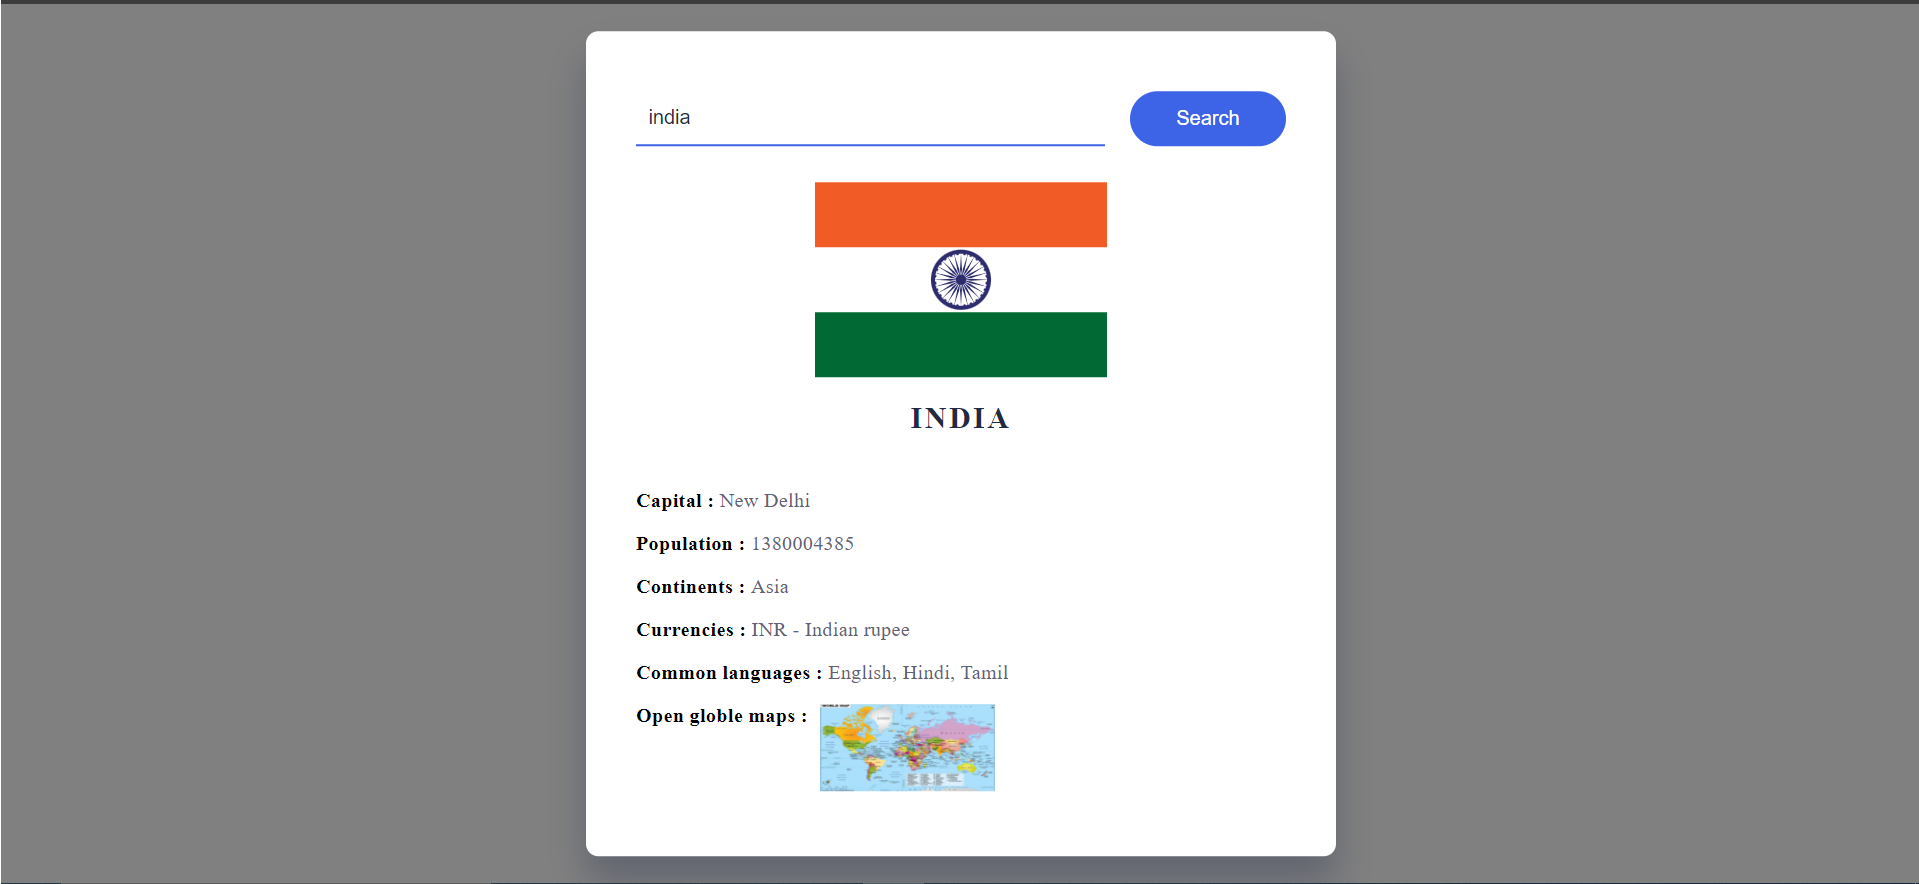 india
Search
INDIA
Capital : New Delhi
Population : 1380004385
Continents : Asia
Currencies : INR - Indian rupee
Common languages : English, Hindi, Tamil
Open globle maps :